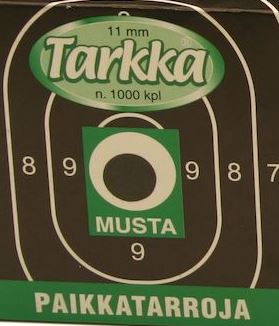 11 mm
Tarkka
n. 1000 kpl
8 9 9 8 7
MUSTA
9
PAIKKATARROJA